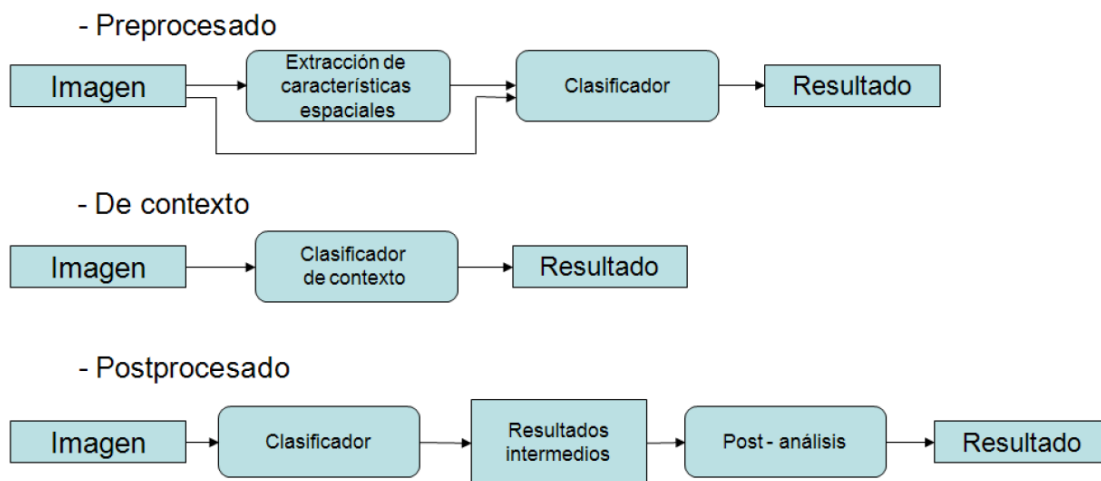 - Preprocesado
Imagen
Extracción de
características
espaciales
Clasificador
Resultado
- De contexto
Imagen
Clasificador
de contexto
Resultado
- Postprocesado
Imagen
Clasificador
Resultados
intermedios
Post - análisis
Resultado